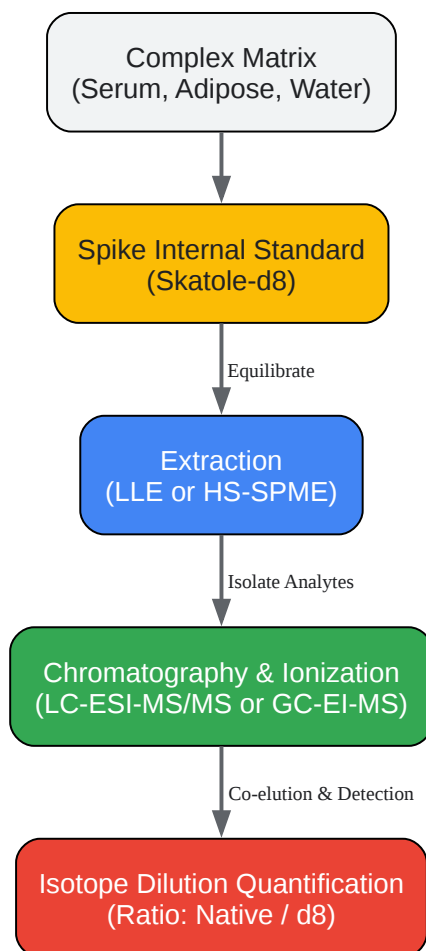 Complex Matrix
(Serum, Adipose, Water)
Spike Internal Standard
(Skatole-d8)
Equilibrate
Extraction
(LLE or HS-SPME)
Isolate Analytes
Chromatography & Ionization
(LC-ESI-MS/MS or GC-EI-MS)
Co-elution & Detection
Isotope Dilution Quantification
(Ratio: Native / d8)